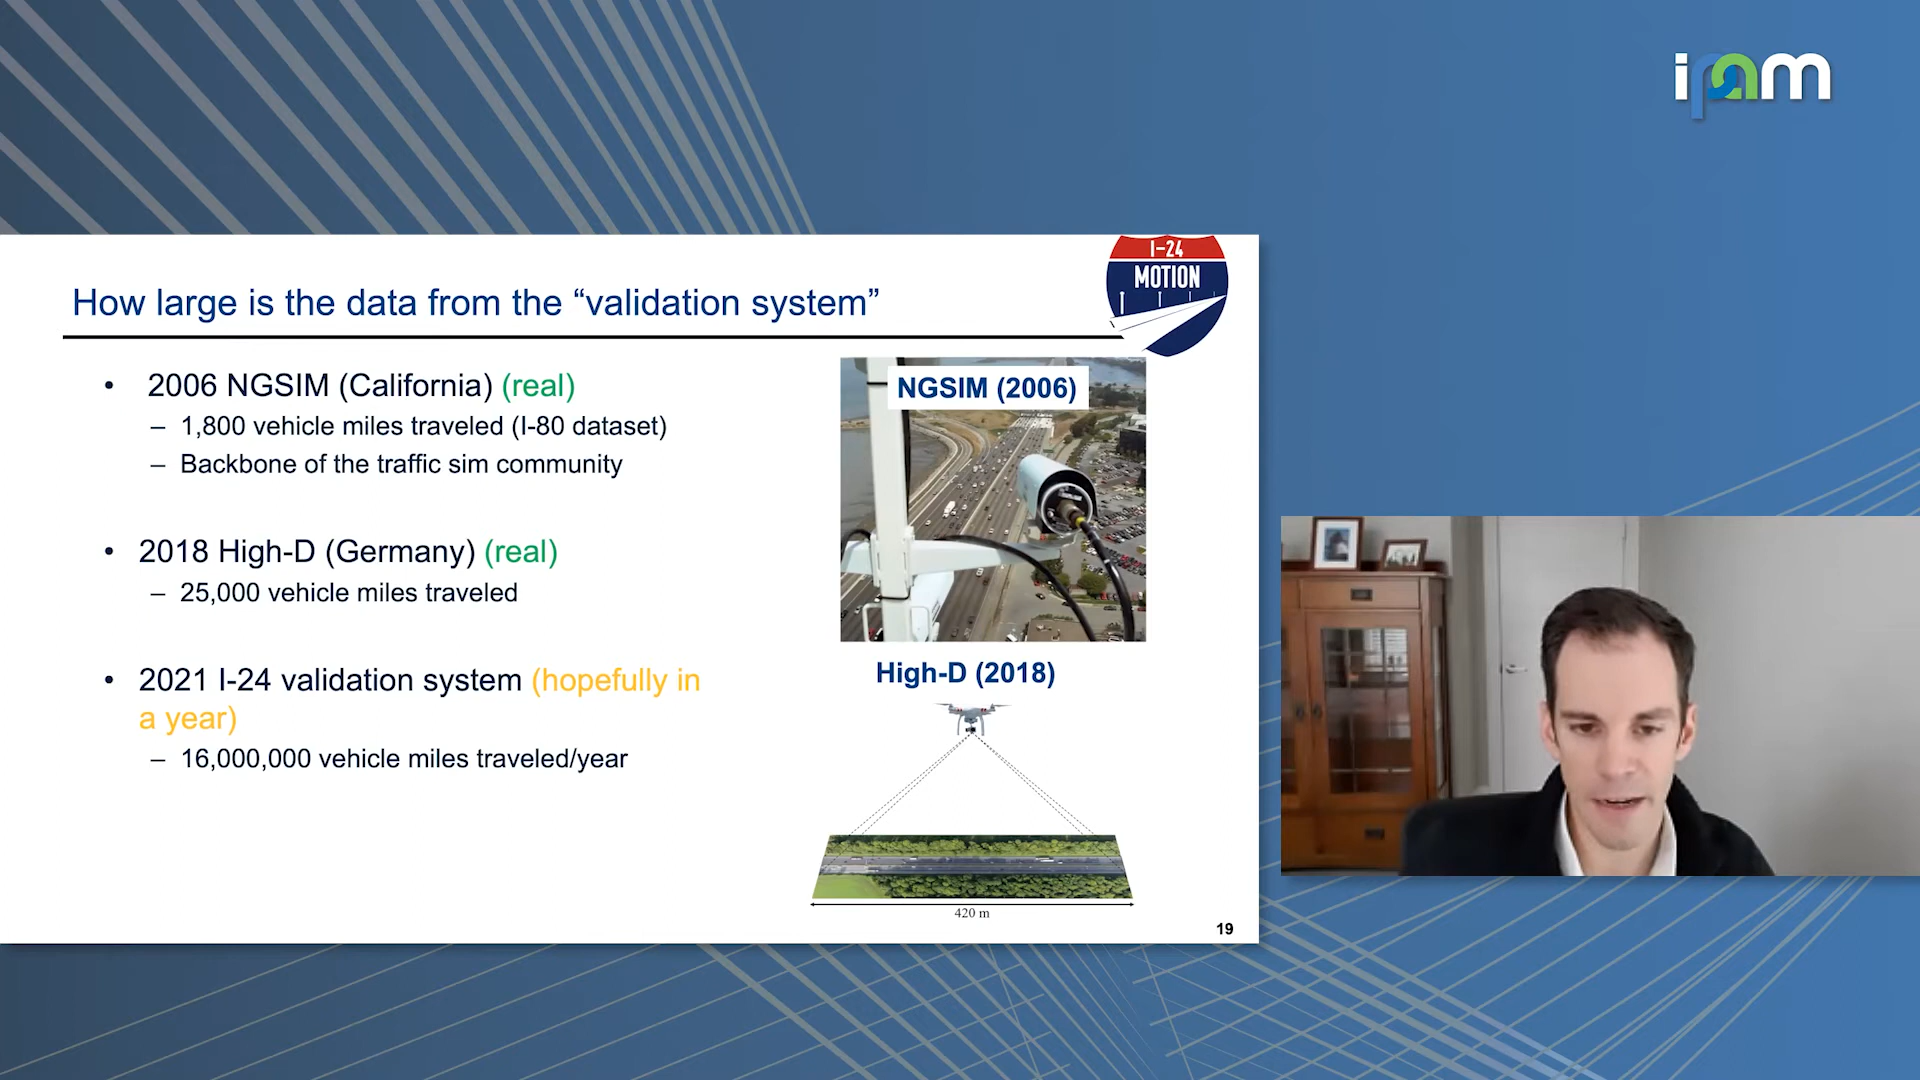 ipam
I-24
MOTION
How large is the data from the “validation system”
• 2006 NGSIM (California) (real)
– 1,800 vehicle miles traveled (I-80 dataset)
– Backbone of the traffic sim community
• 2018 High-D (Germany) (real)
– 25,000 vehicle miles traveled
• 2021 I-24 validation system (hopefully in
a year)
– 16,000,000 vehicle miles traveled/year
NGSIM (2006)
High-D (2018)
420 m
19